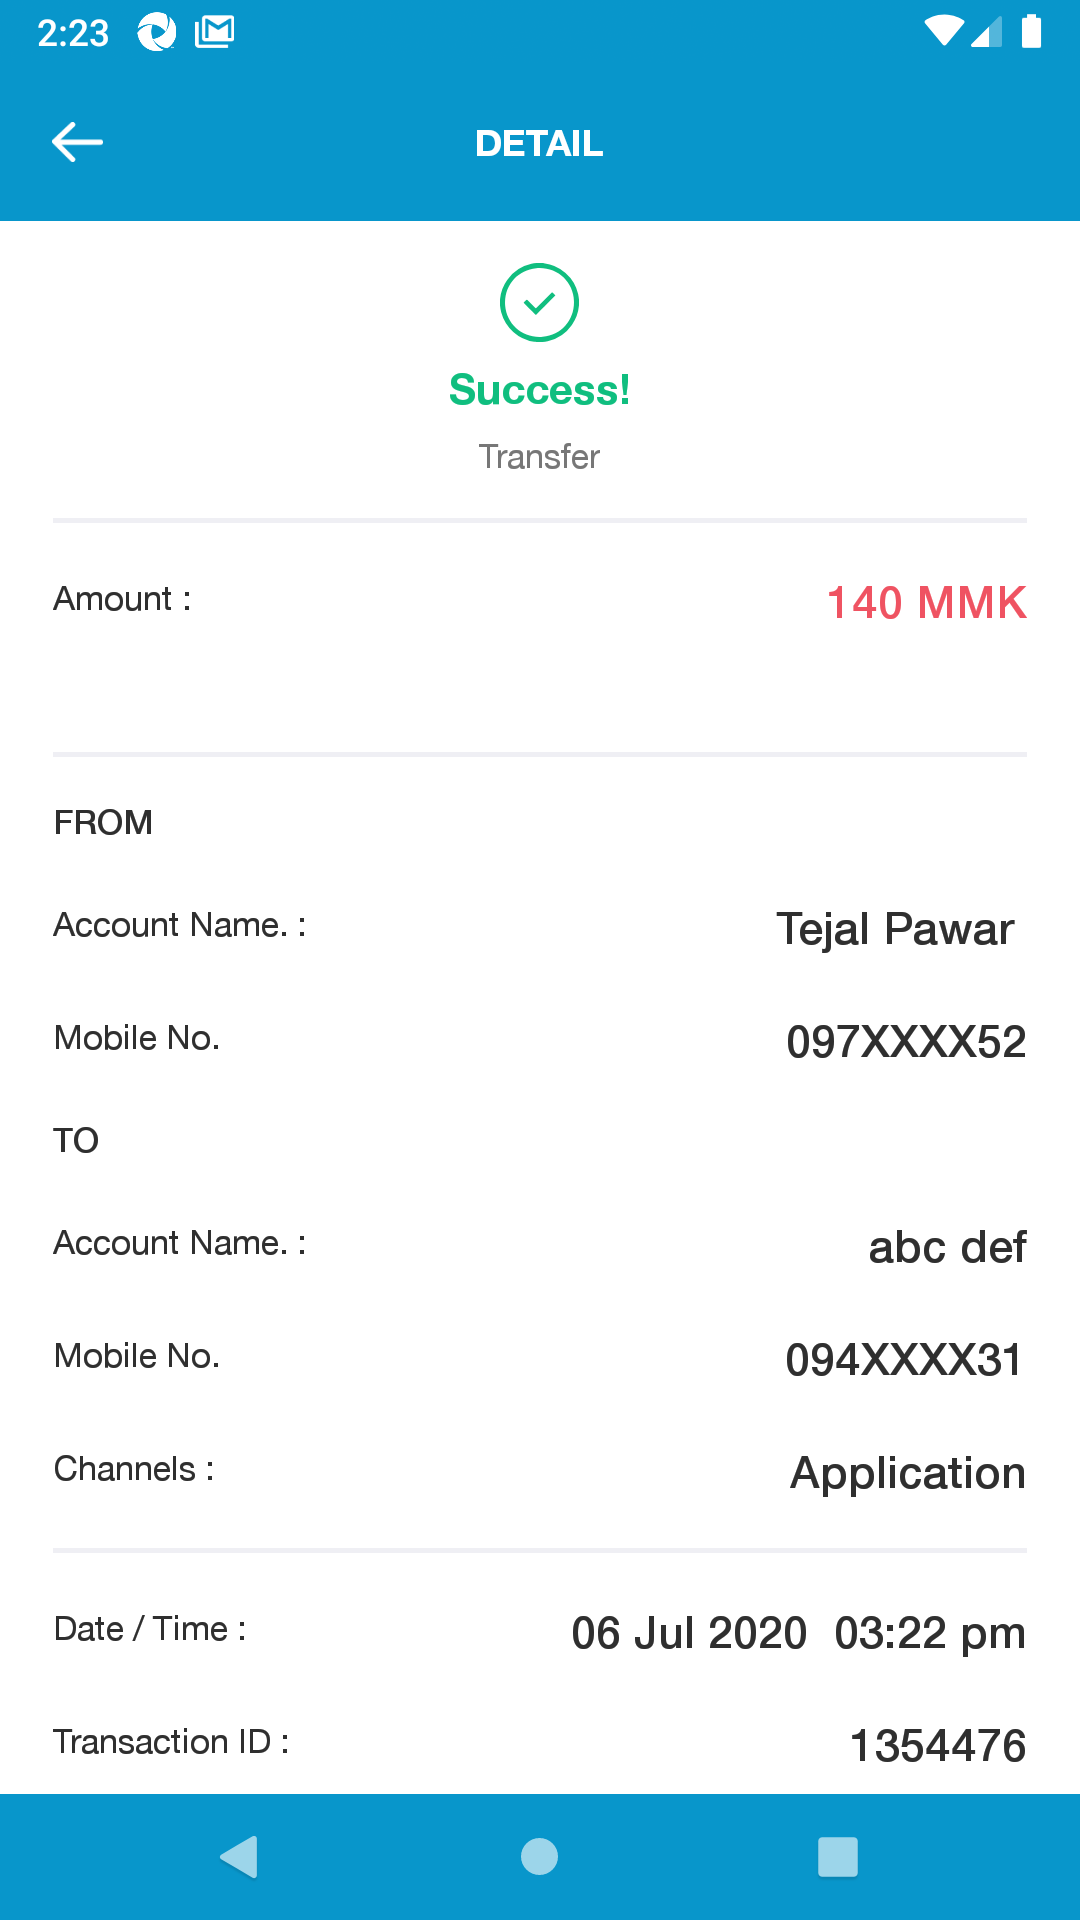 2:23
DETAIL
Success!
Transfer
Amount : 140 MMK
FROM
Account Name. : Tejal Pawar
Mobile No. 097XXXX52
TO
Account Name. : abc def
Mobile No. 094XXXX31
Channels : Application
Date / Time : 06 Jul 2020 03:22 pm
Transaction ID : 1354476